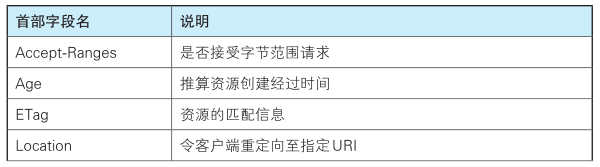 首部字段名 说明
Accept-Ranges 是否接受字节范围请求
Age 推算资源创建经过时间
ETag 资源的匹配信息
Location 令客户端重定向至指定URI